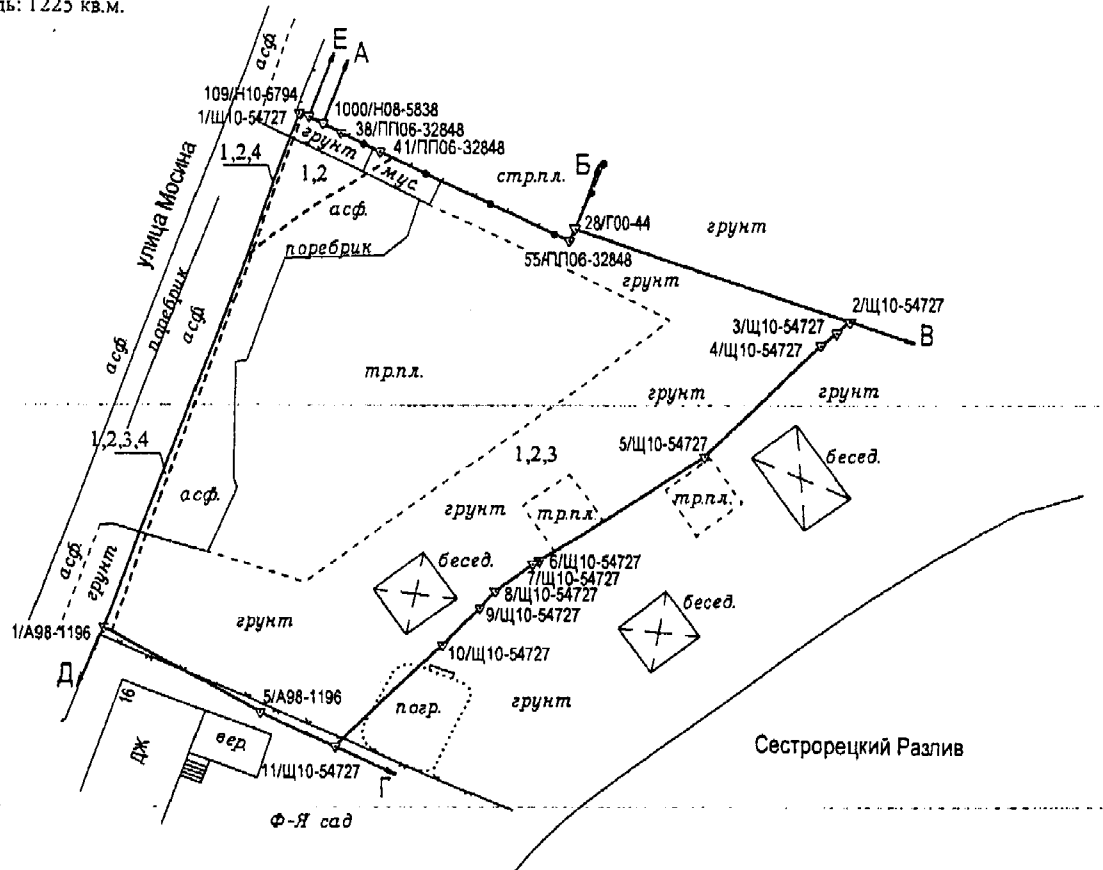 дь: 1225 кв.м.
асф.
Е
А
109/Н10-6794
1/Щ10-54727
1000/Н08-5838
38/ПП06-32848
41/ПП06-32848
грунт
мус.
1,2,4
1,2
асф.
стр.пл.
Б
28/Г00-44
грунт
улица Мосина
поребрик
поребрик
55/ПП06-32848
грунт
2/Щ10-54727
3/Щ10-54727
4/Щ10-54727
В
асф.
асф.
тр.пл.
грунт
грунт
1,2,3,4
1,2,3
5/Щ10-54727
бесед.
асф.
грунт
тр.пл.
тр.пл.
асф.
грунт
бесед.
6/Щ10-54727
7/Щ10-54727
8/Щ10-54727
9/Щ10-54727
бесед.
1/А98-1196
грунт
10/Щ10-54727
Д
16
5/А98-1196
погр.
грунт
ДЖ
вер.
11/Щ10-54727
Г
Сестрорецкий Разлив
Ф-Я сад